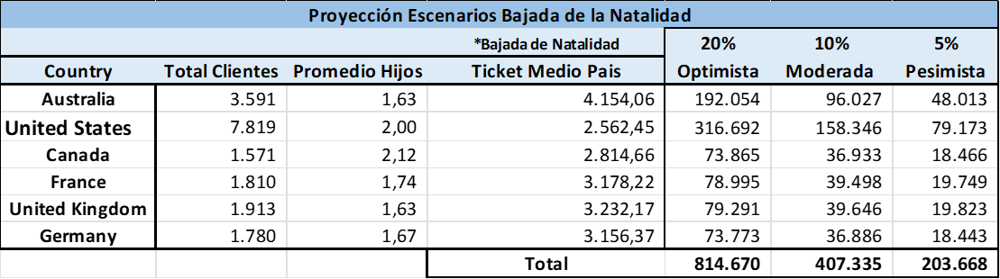 Proyección Escenarios Bajada de la Natalidad
*Bajada de Natalidad 20% 10% 5%
Country Total Clientes Promedio Hijos Ticket Medio Pais Optimista Moderada Pesimista
Australia 3.591 1,63 4.154,06 192.054 96.027 48.013
United States 7.819 2,00 2.562,45 316.692 158.346 79.173
Canada 1.571 2,12 2.814,66 73.865 36.933 18.466
France 1.810 1,74 3.178,22 78.995 39.498 19.749
United Kingdom 1.913 1,63 3.232,17 79.291 39.646 19.823
Germany 1.780 1,67 3.156,37 73.773 36.886 18.443
Total 814.670 407.335 203.668